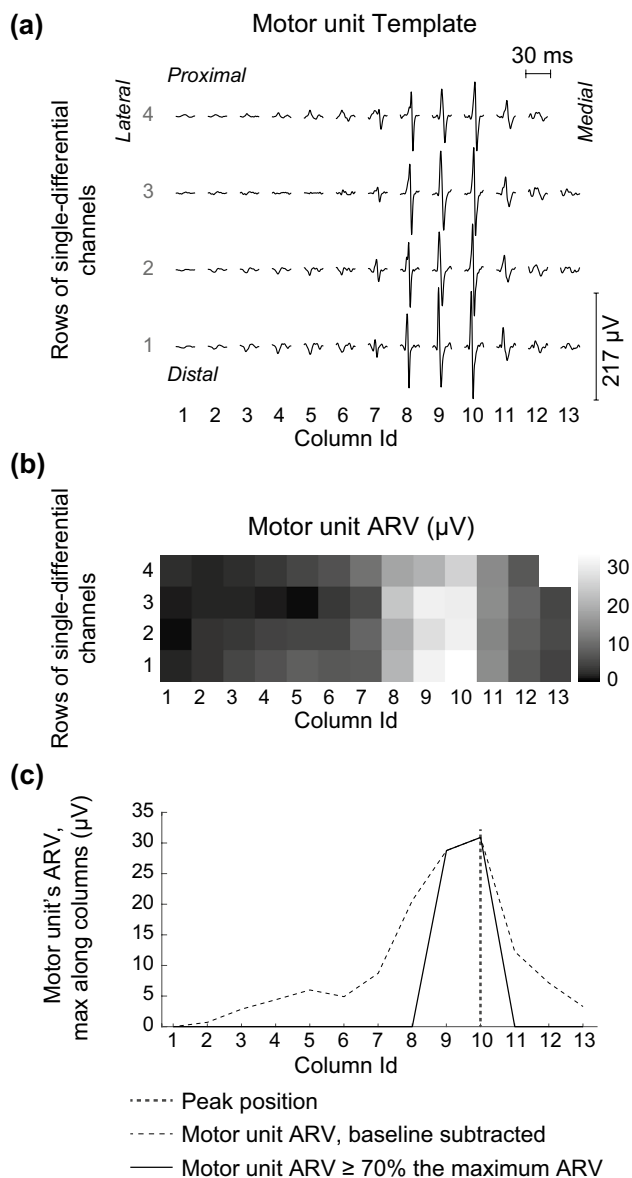 (a)
Motor unit Template
30 ms
Proximal
Lateral
Medial
Rows of single-differential
channels
4
3
2
1
Distal
217 µV
1 2 3 4 5 6 7 8 9 10 11 12 13
Column Id
(b)
Motor unit ARV (µV)
Rows of single-differential
channels
4
3
2
1
30
20
10
0
1 2 3 4 5 6 7 8 9 10 11 12 13
Column Id
(c)
Motor unit's ARV,
max along columns (µV)
35
30
25
20
15
10
5
0
1 2 3 4 5 6 7 8 9 10 11 12 13
Column Id
Peak position
Motor unit ARV, baseline subtracted
Motor unit ARV ≥ 70% the maximum ARV